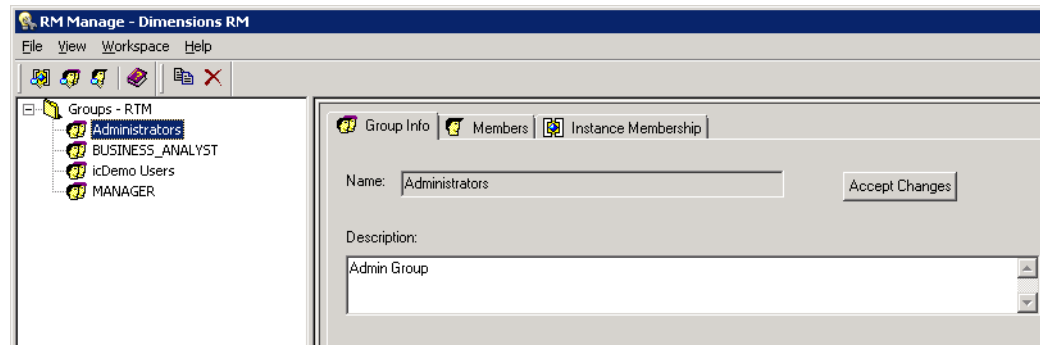 RM Manage - Dimensions RM
File View Workspace Help
Groups - RTM
Administrators
BUSINESS_ANALYST
icDemo Users
MANAGER
Group Info Members Instance Membership
Name: Administrators Accept Changes
Description:
Admin Group